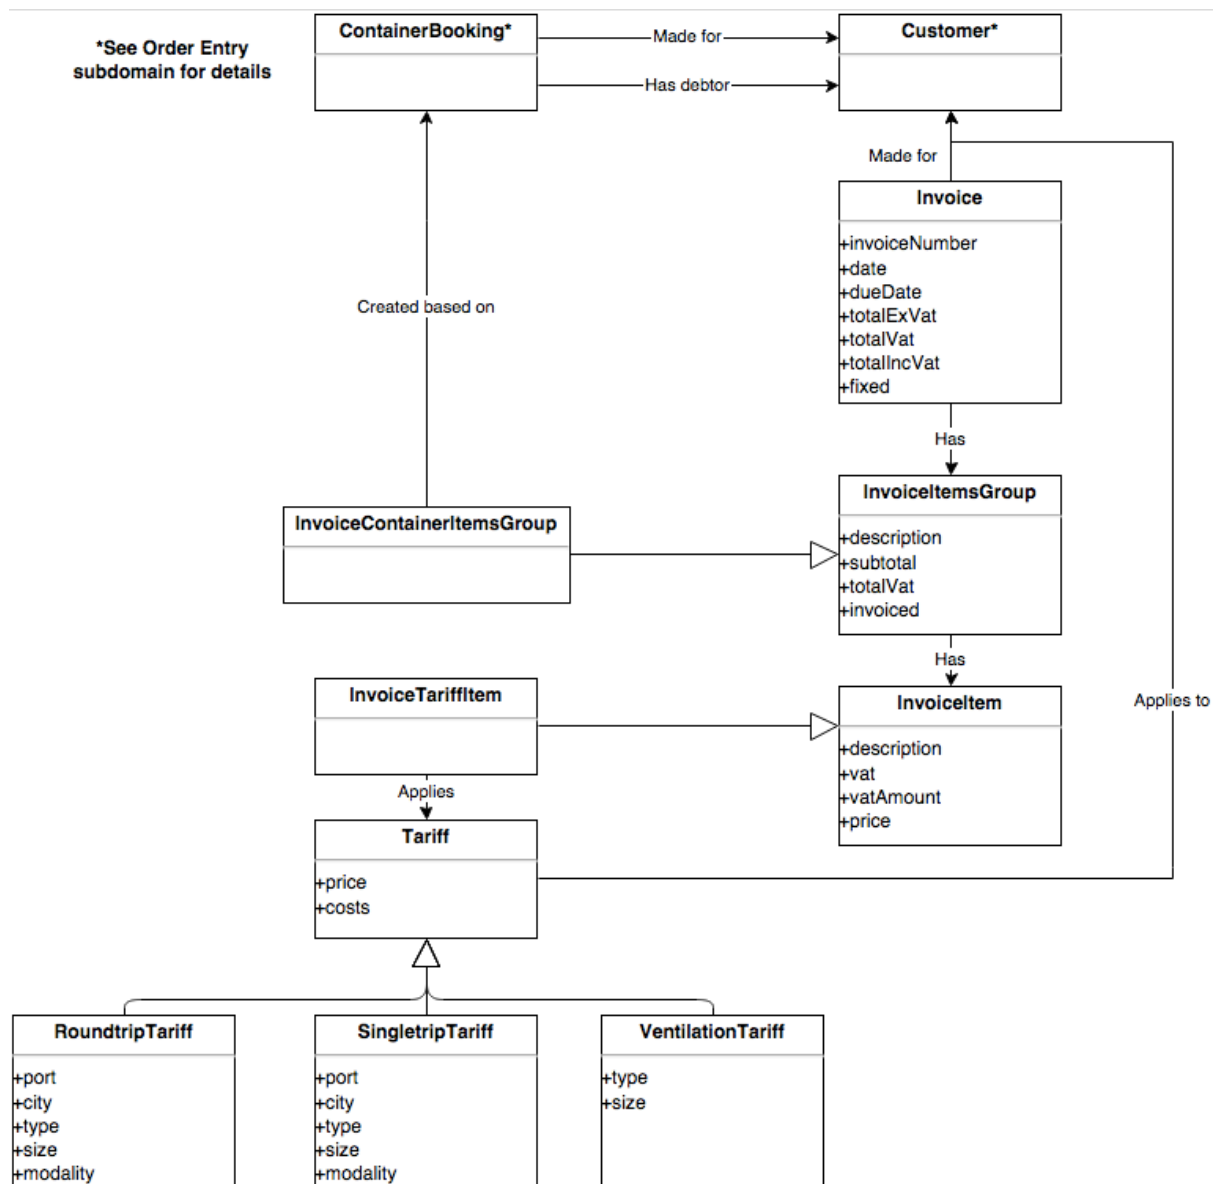 *See Order Entry
subdomain for details
ContainerBooking*
Made for
Has debtor
Customer*
Made for
Invoice
+invoiceNumber
+date
+dueDate
+totalExVat
+totalVat
+totalIncVat
+fixed
Created based on
Has
InvoiceContainerItemsGroup
InvoiceItemsGroup
+description
+subtotal
+totalVat
+invoiced
Has
InvoiceTariffItem
InvoiceItem
+description
+vat
+vatAmount
+price
Applies to
Applies
Tariff
+price
+costs
RoundtripTariff
+port
+city
+type
+size
+modality
SingletripTariff
+port
+city
+type
+size
+modality
VentilationTariff
+type
+size